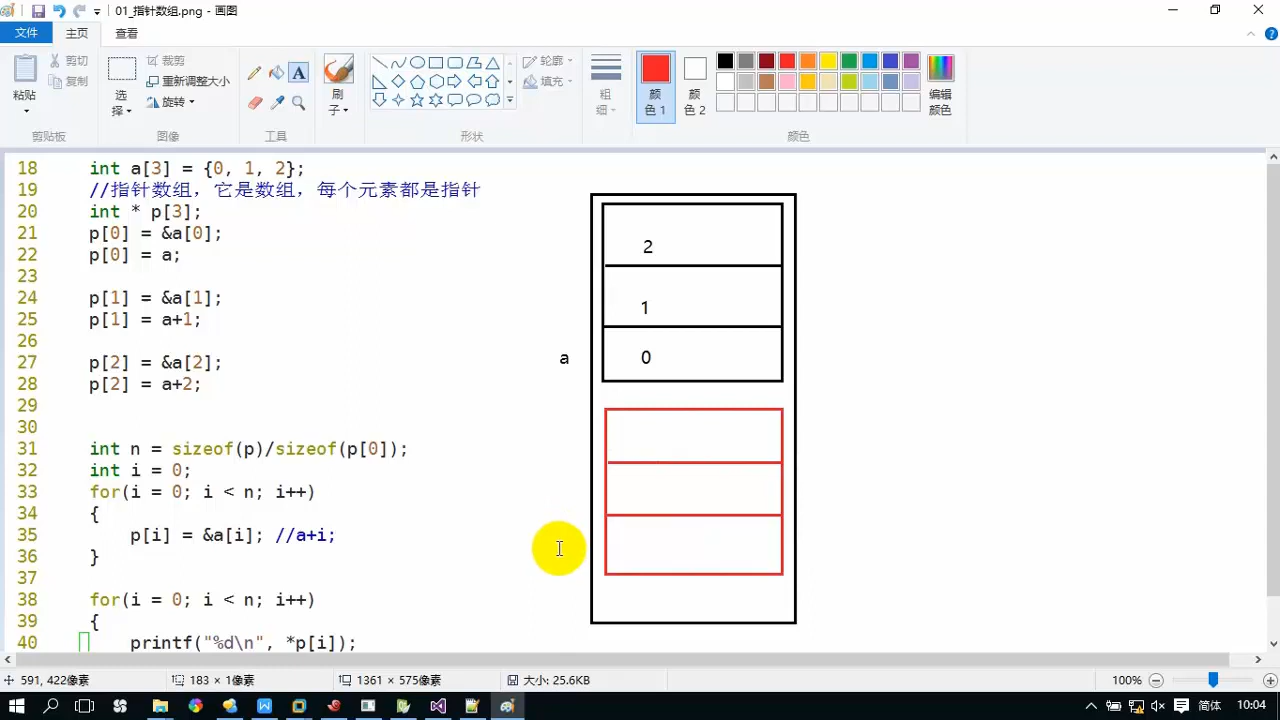 01_指针数组.png - 画图
文件 主页 查看
粘贴 剪切 复制
选择 裁剪 重新调整大小 旋转
A
刷子
轮廓 填充
粗细
颜色 1 颜色 2
编辑颜色
剪贴板 图像 工具 形状 颜色
18 int a[3] = {0, 1, 2};
19 //指针数组，它是数组，每个元素都是指针
20 int * p[3];
21 p[0] = &a[0];
22 p[0] = a;
23
24 p[1] = &a[1];
25 p[1] = a+1;
26
27 p[2] = &a[2];
28 p[2] = a+2;
29
30
31 int n = sizeof(p)/sizeof(p[0]);
32 int i = 0;
33 for(i = 0; i < n; i++)
34 {
35 p[i] = &a[i]; //a+i;
36 }
37
38 for(i = 0; i < n; i++)
39 {
40 printf("%d\n", *p[i]);
2
1
a 0
591, 422像素 183 × 1像素 1361 × 575像素 大小: 25.6KB 100%
简体 10:04